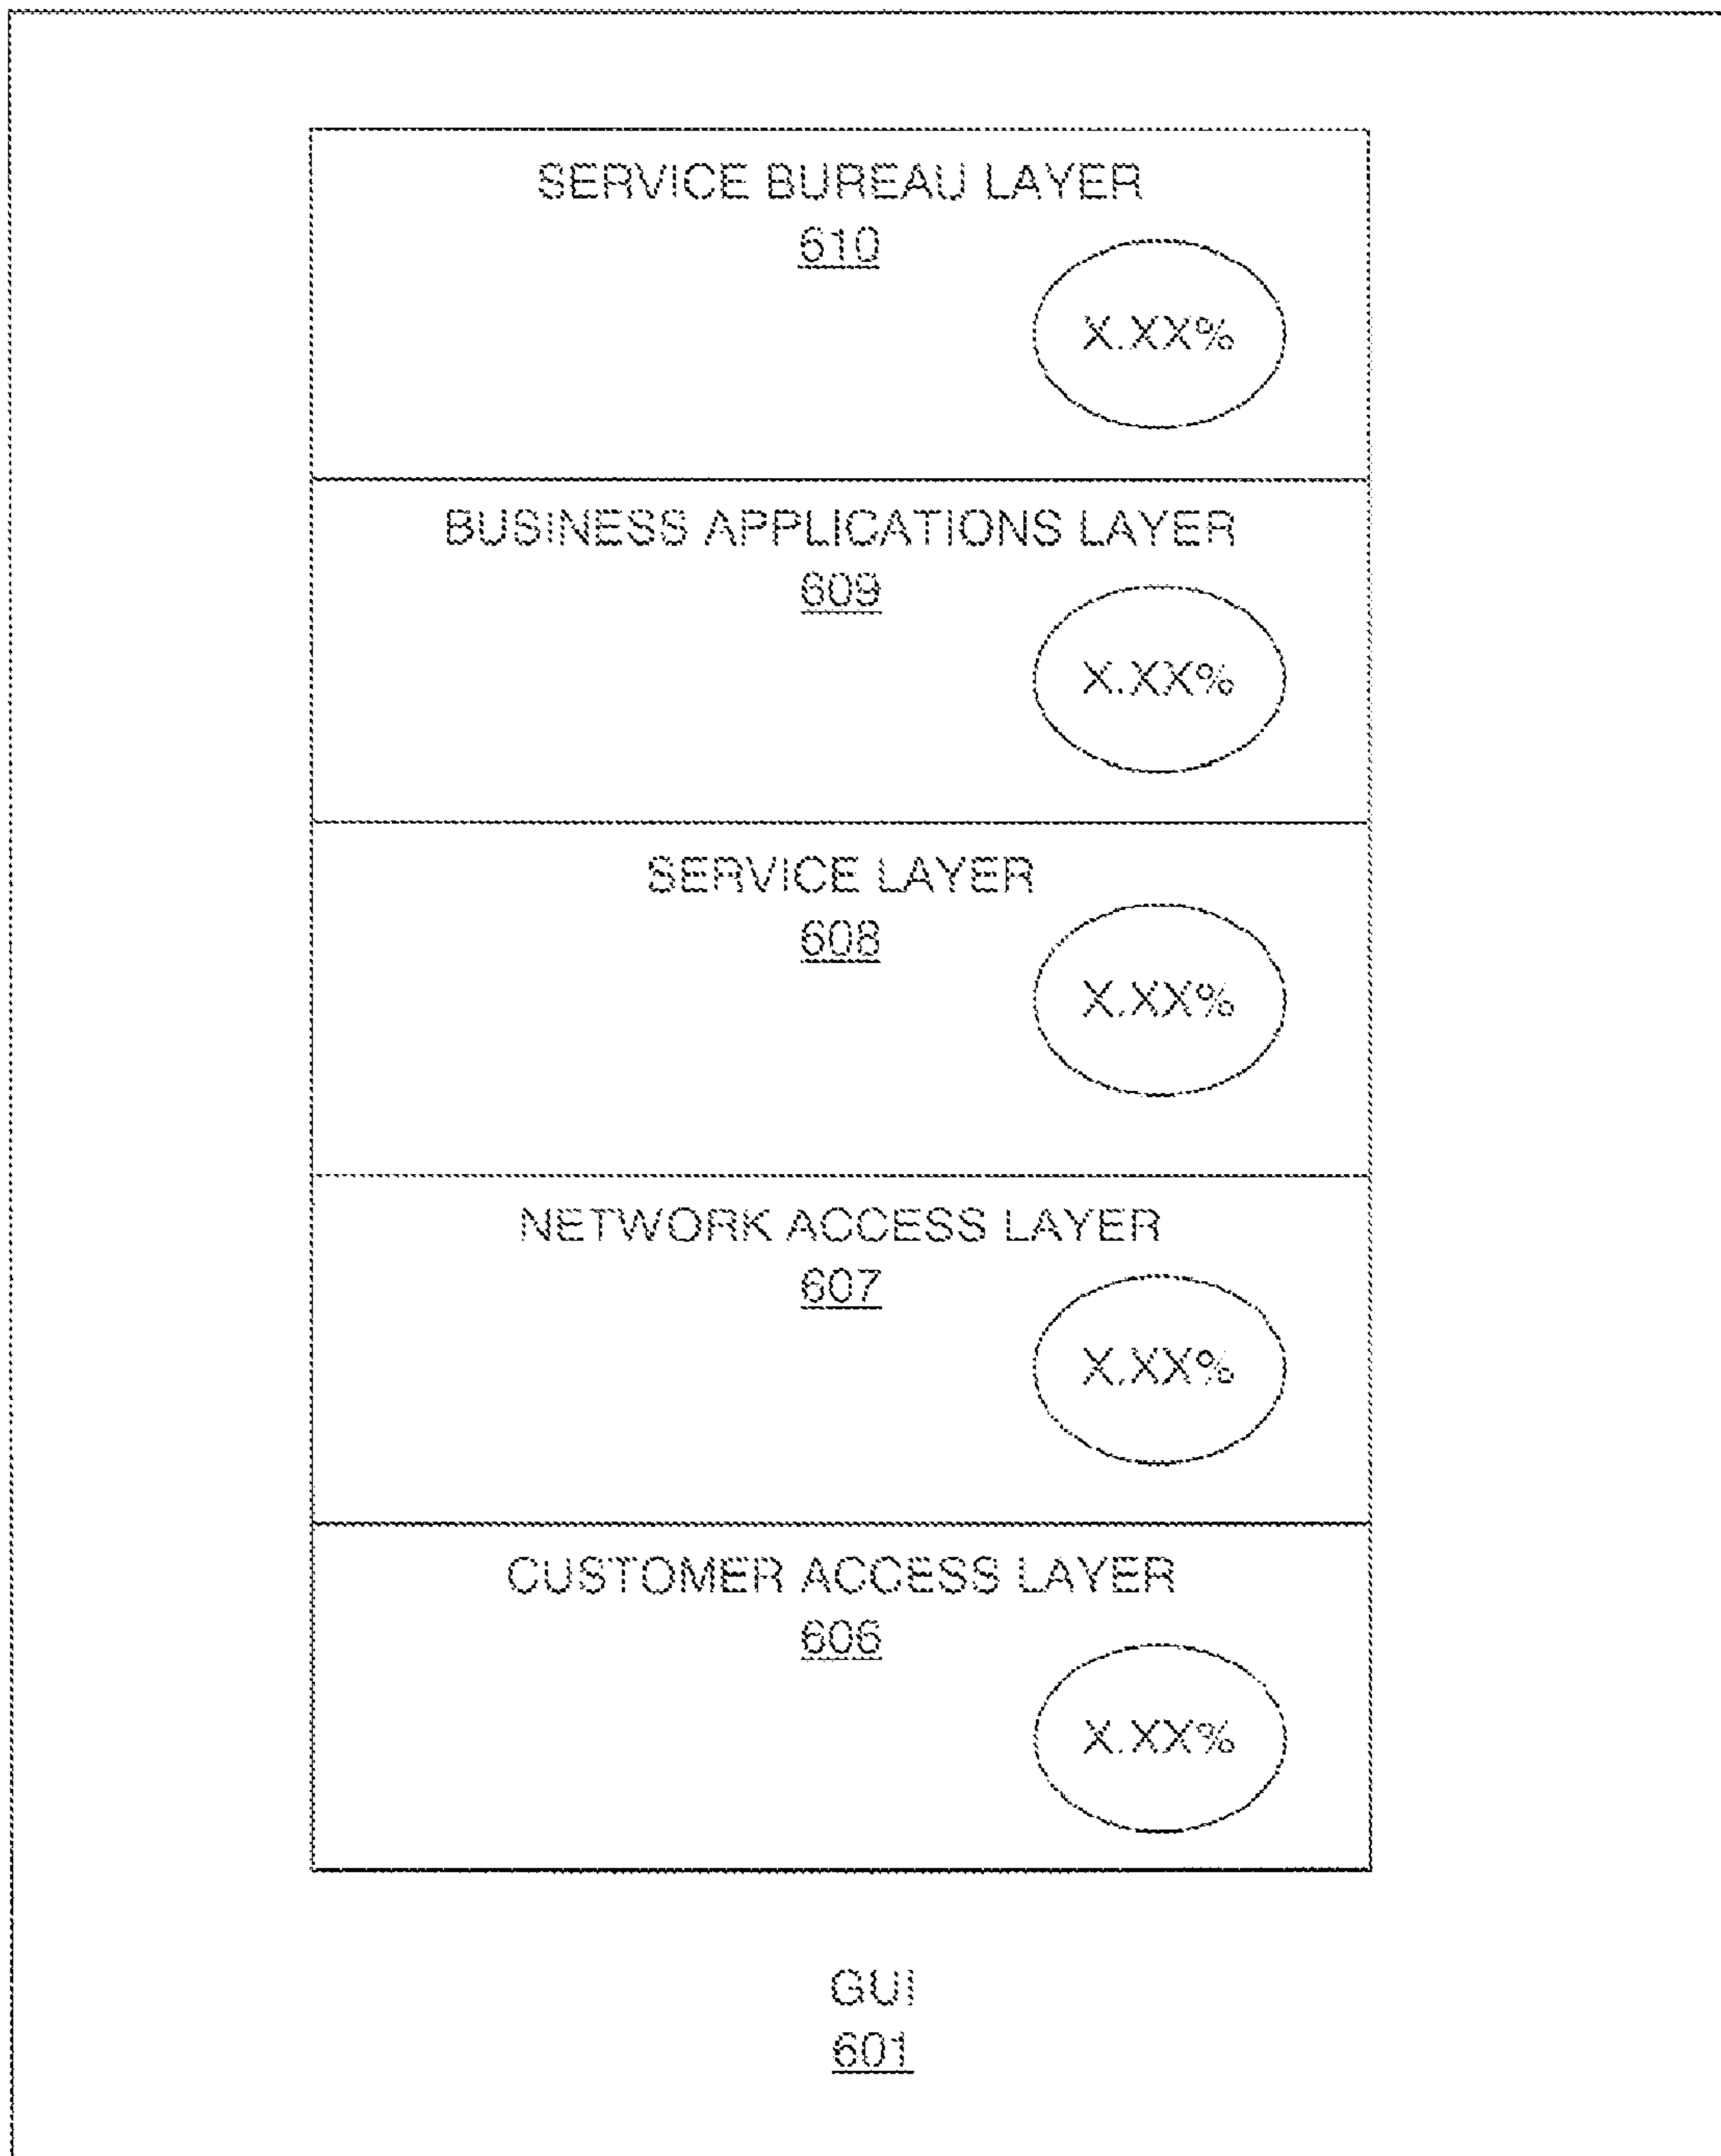 SERVICE BUREAU LAYER
610
X.XX%
BUSINESS APPLICATIONS LAYER
609
X.XX%
SERVICE LAYER
608
X.XX%
NETWORK ACCESS LAYER
607
X.XX%
CUSTOMER ACCESS LAYER
606
X.XX%
GUI
601